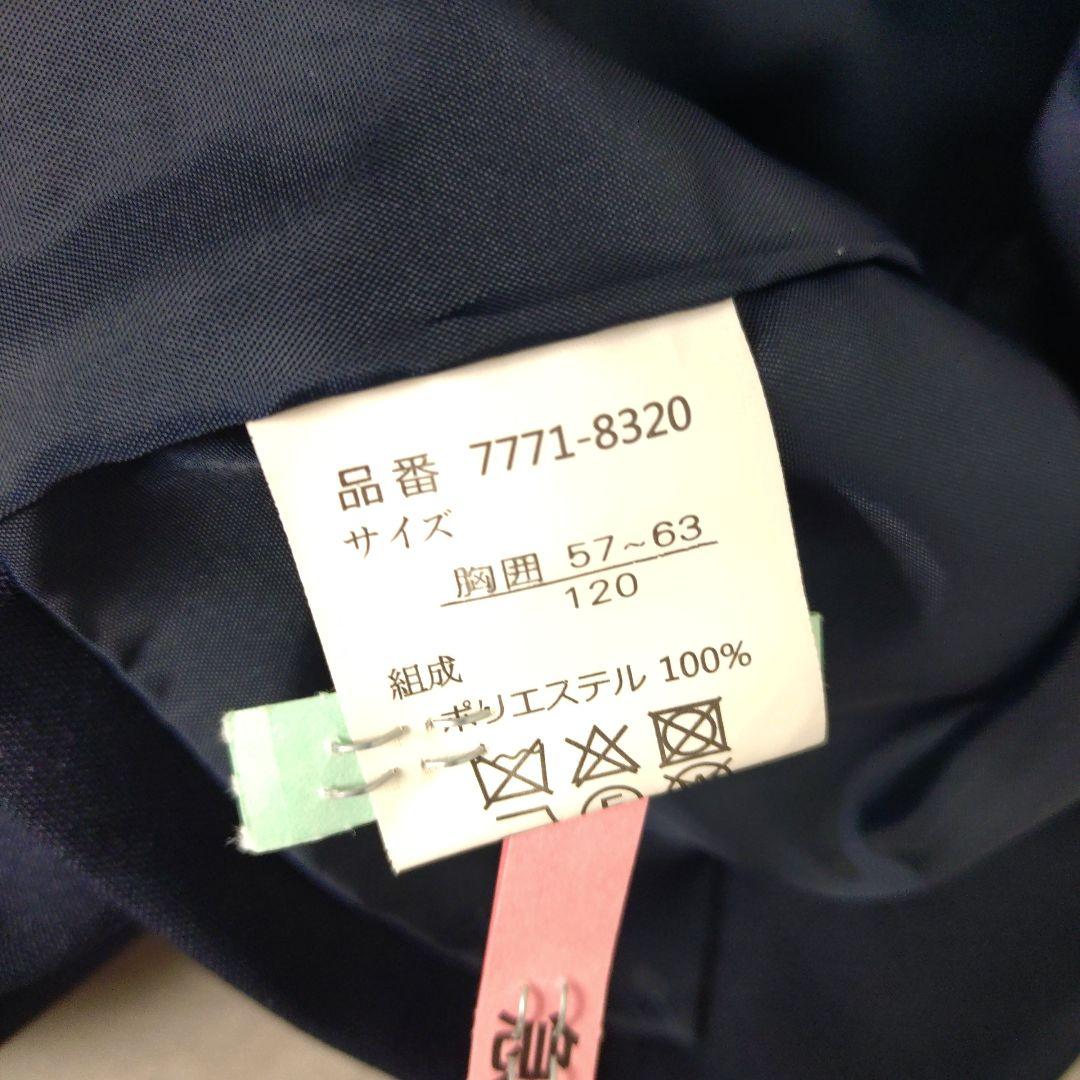 品番 7771-8320
サイズ
胸囲 57~63
120
組成
ポリエステル 100%